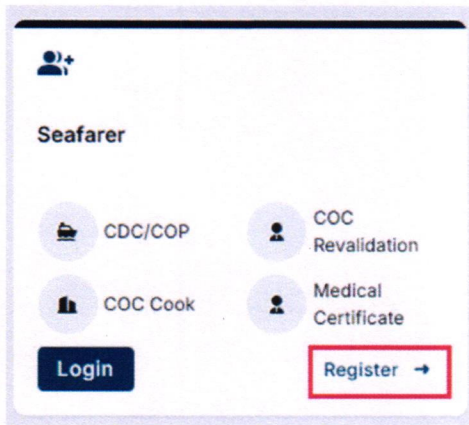 Seafarer
CDC/COP
COC
Revalidation
COC Cook
Medical
Certificate
Login
Register →